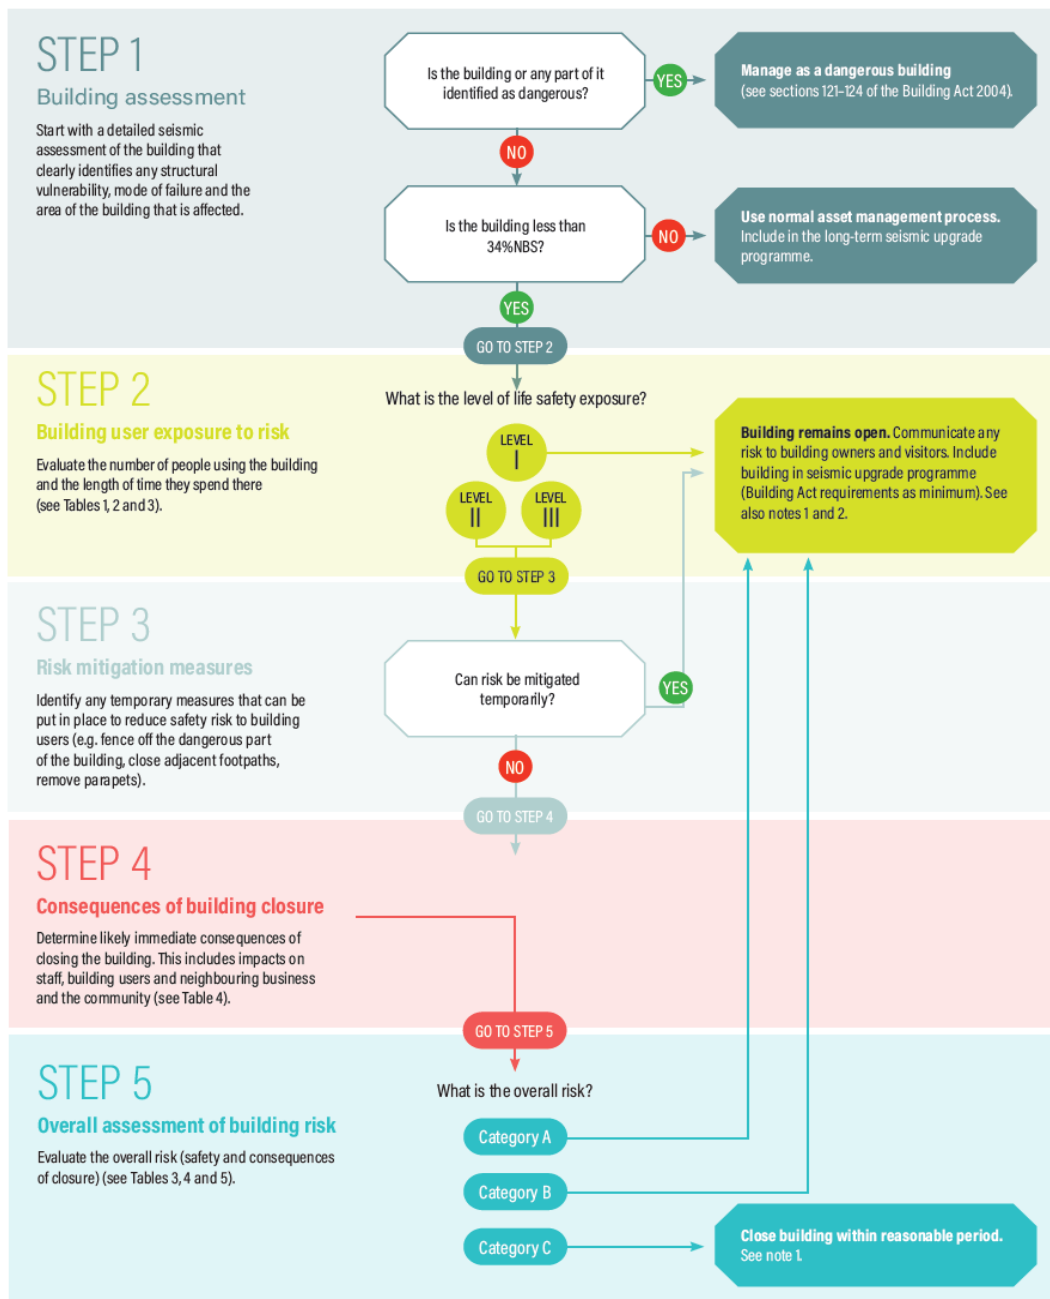 STEP 1
Building assessment
Start with a detailed seismic
assessment of the building that
clearly identifies any structural
vulnerability, mode of failure and the
area of the building that is affected.
Is the building or any part of it
identified as dangerous?
YES
Manage as a dangerous building
(see sections 121–124 of the Building Act 2004).
NO
Is the building less than
34%NBS?
NO
Use normal asset management process.
Include in the long-term seismic upgrade
programme.
YES
GO TO STEP 2
STEP 2
Building user exposure to risk
Evaluate the number of people using the building
and the length of time they spend there
(see Tables 1, 2 and 3).
What is the level of life safety exposure?
LEVEL
I
LEVEL
II
LEVEL
III
Building remains open. Communicate any
risk to building owners and visitors. Include
building in seismic upgrade programme
(Building Act requirements as minimum). See
also notes 1 and 2.
GO TO STEP 3
STEP 3
Risk mitigation measures
Identify any temporary measures that can be
put in place to reduce safety risk to building
users (e.g. fence off the dangerous part
of the building, close adjacent footpaths,
remove parapets).
Can risk be mitigated
temporarily?
YES
NO
GO TO STEP 4
STEP 4
Consequences of building closure
Determine likely immediate consequences of
closing the building. This includes impacts on
staff, building users and neighbouring business
and the community (see Table 4).
GO TO STEP 5
STEP 5
Overall assessment of building risk
Evaluate the overall risk (safety and consequences
of closure) (see Tables 3, 4 and 5).
What is the overall risk?
Category A
Category B
Category C
Close building within reasonable period.
See note 1.